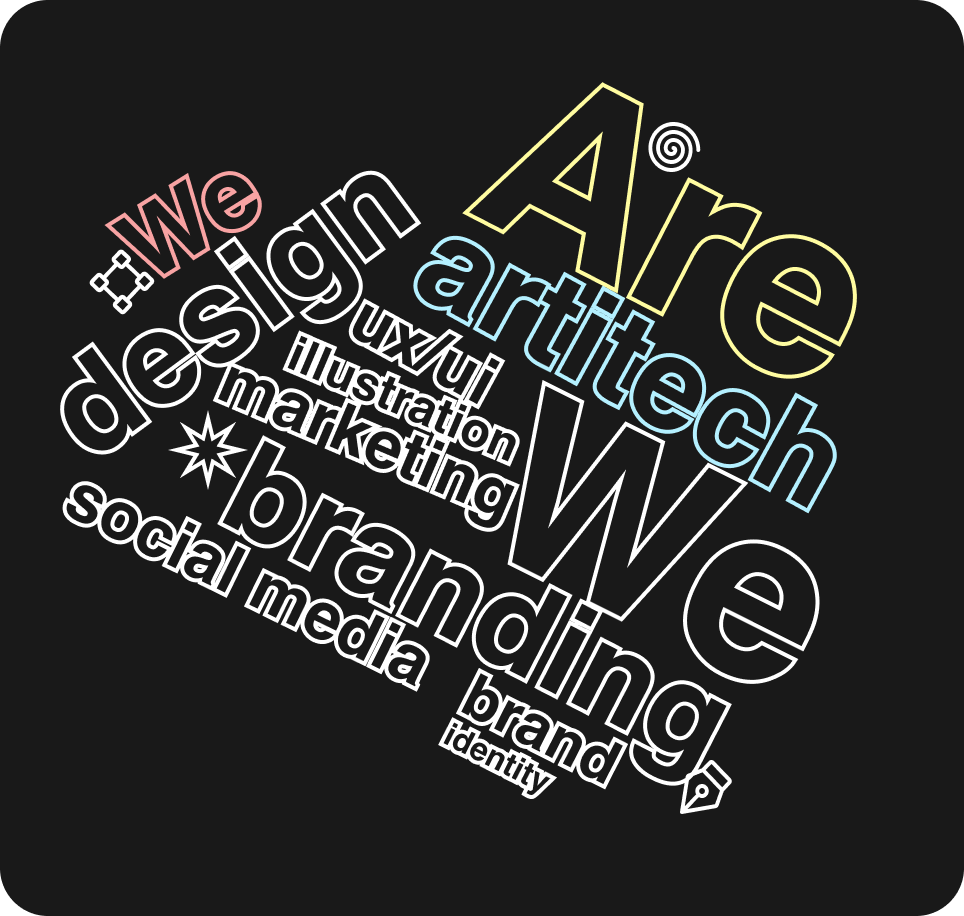 We
Are
artitech
design
ux/ui
illustration
marketing
We
branding
social media
brand
identity